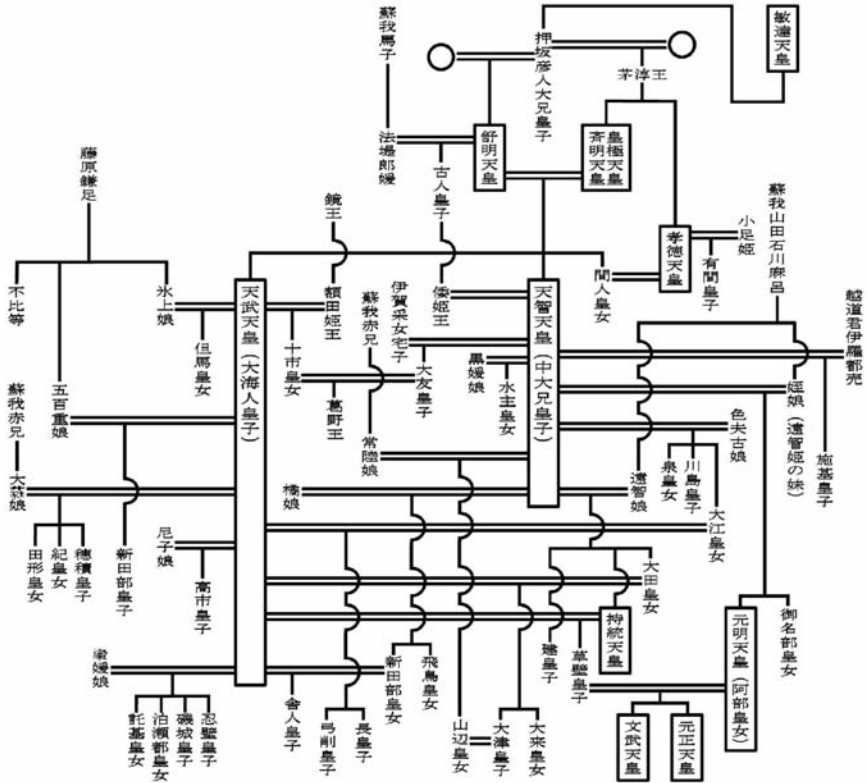 敏達天皇
押坂彦人大兄皇子
蘇我馬子
茅淳王
皇極天皇
斉明天皇
舒明天皇
法堤郎媛
古人皇子
藤原鎌足
鏡王
蘇我山田石川麻呂
小足姫
孝徳天皇
有間皇子
間人皇女
越道君伊羅都売
不比等
氷上娘
天武天皇(大海人皇子)
額田姫王
倭姫王
天智天皇(中大兄皇子)
伊賀采女宅子
蘇我赤兄
但馬皇女
十市皇女
大友皇子
黒媛娘
水主皇女
姪娘(遠智姫の妹)
五百重娘
葛野王
色夫古娘
施基皇子
蘇我赤兄
常陸娘
川島皇子
泉皇女
大江皇女
大蕤娘
橘娘
遠智娘
田形皇女
紀皇女
穂積皇子
新田部皇子
尼子娘
高市皇子
大田皇女
持統天皇
建皇子
草壁皇子
元明天皇(阿部皇女)
御名部皇女
新田部皇女
飛鳥皇女
舎人皇子
弓削皇子
長皇子
山辺皇女
大津皇子
大来皇女
託基皇女
泊瀬部皇女
磯城皇子
忍壁皇子
文武天皇
元正天皇